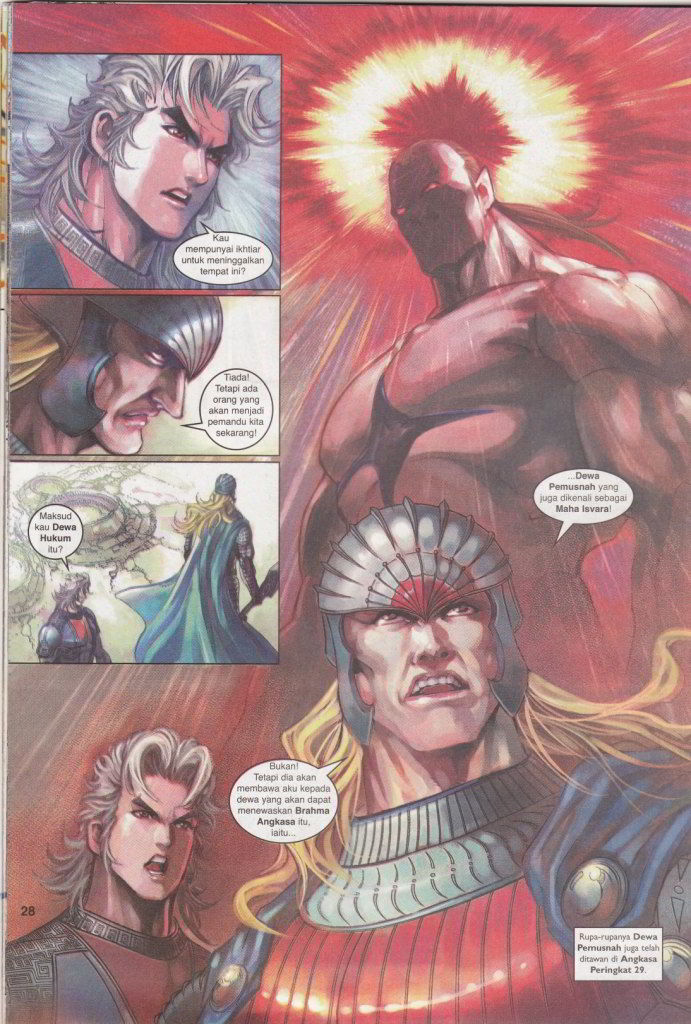 Kau
mempunyai ikhtiar
untuk meninggalkan
tempat ini?
Tiada!
Tetapi ada
orang yang
akan menjadi
pemandu kita
sekarang!
Maksud
kau Dewa
Hukum
itu?
...Dewa
Pemusnah yang
juga dikenali sebagai
Maha Isvara!
Bukan!
Tetapi dia akan
membawa aku kepada
dewa yang akan dapat
menewaskan Brahma
Angkasa itu,
iaitu...
28
Rupa-rupanya Dewa
Pemusnah juga telah
ditawan di Angkasa
Peringkat 29.